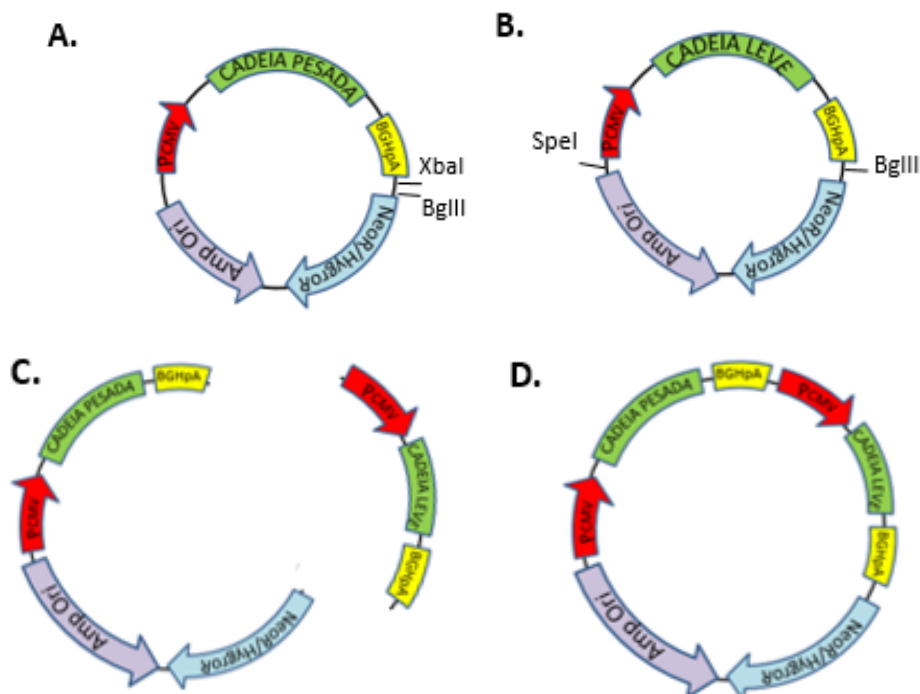 A.
CADEIA PESADA
PCMV
BGHpA
XbaI
BglII
NeoR/HygroR
Amp Ori
B.
CADEIA LEVE
SpeI
PCMV
BGHpA
BglII
NeoR/HygroR
Amp Ori
C.
CADEIA PESADA
BGHpA
PCMV
PCMV
CADEIA LEVE
BGHpA
Amp Ori
NeoR/HygroR
D.
CADEIA PESADA
BGHpA
PCMV
CADEIA LEVE
PCMV
BGHpA
Amp Ori
NeoR/HygroR